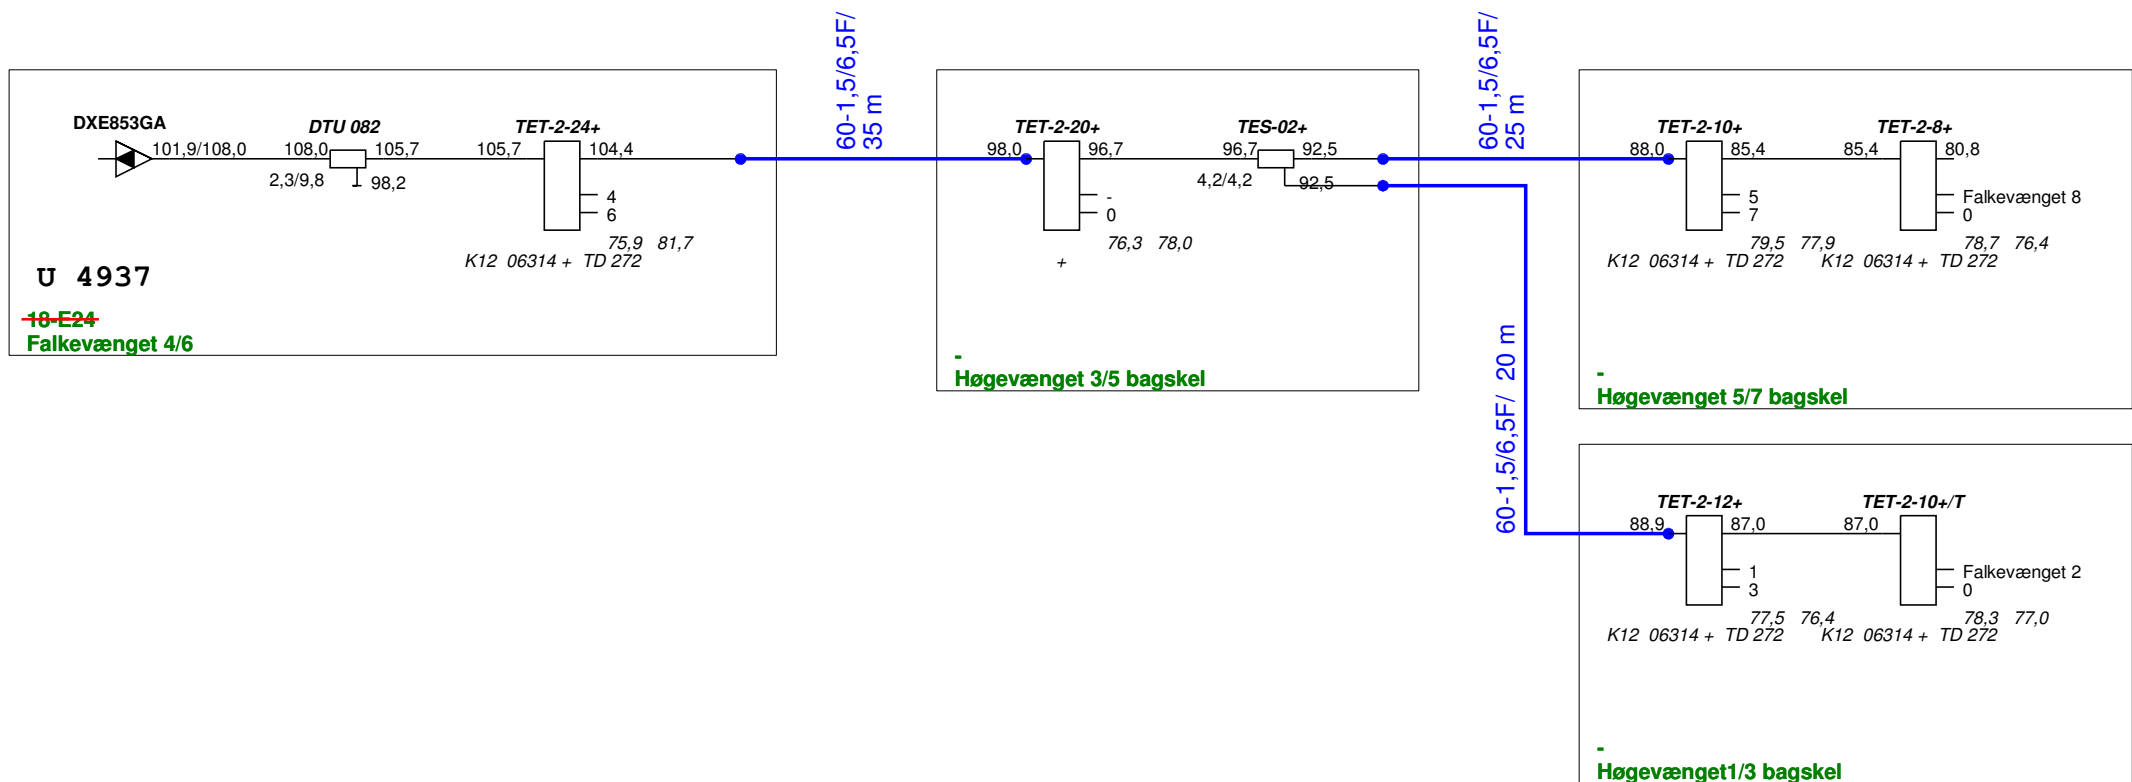 DXE853GA
101,9/108,0
DTU 082
108,0
105,7
2,3/9,8
98,2
TET-2-24+
105,7
104,4
4
6
75,9 81,7
K12 06314 + TD 272
U 4937
18-E24
Falkevænget 4/6
60-1,5/6,5F/
35 m
TET-2-20+
98,0
96,7
-
0
76,3 78,0
+
TES-02+
96,7
92,5
4,2/4,2
92,5
-
Høgevænget 3/5 bagskel
60-1,5/6,5F/
25 m
60-1,5/6,5F/ 20 m
TET-2-10+
88,0
85,4
5
7
79,5 77,9
K12 06314 + TD 272
TET-2-8+
85,4
80,8
Falkevænget 8
0
78,7 76,4
K12 06314 + TD 272
-
Høgevænget 5/7 bagskel
TET-2-12+
88,9
87,0
1
3
77,5 76,4
K12 06314 + TD 272
TET-2-10+/T
87,0
Falkevænget 2
0
78,3 77,0
K12 06314 + TD 272
-
Høgevænget1/3 bagskel